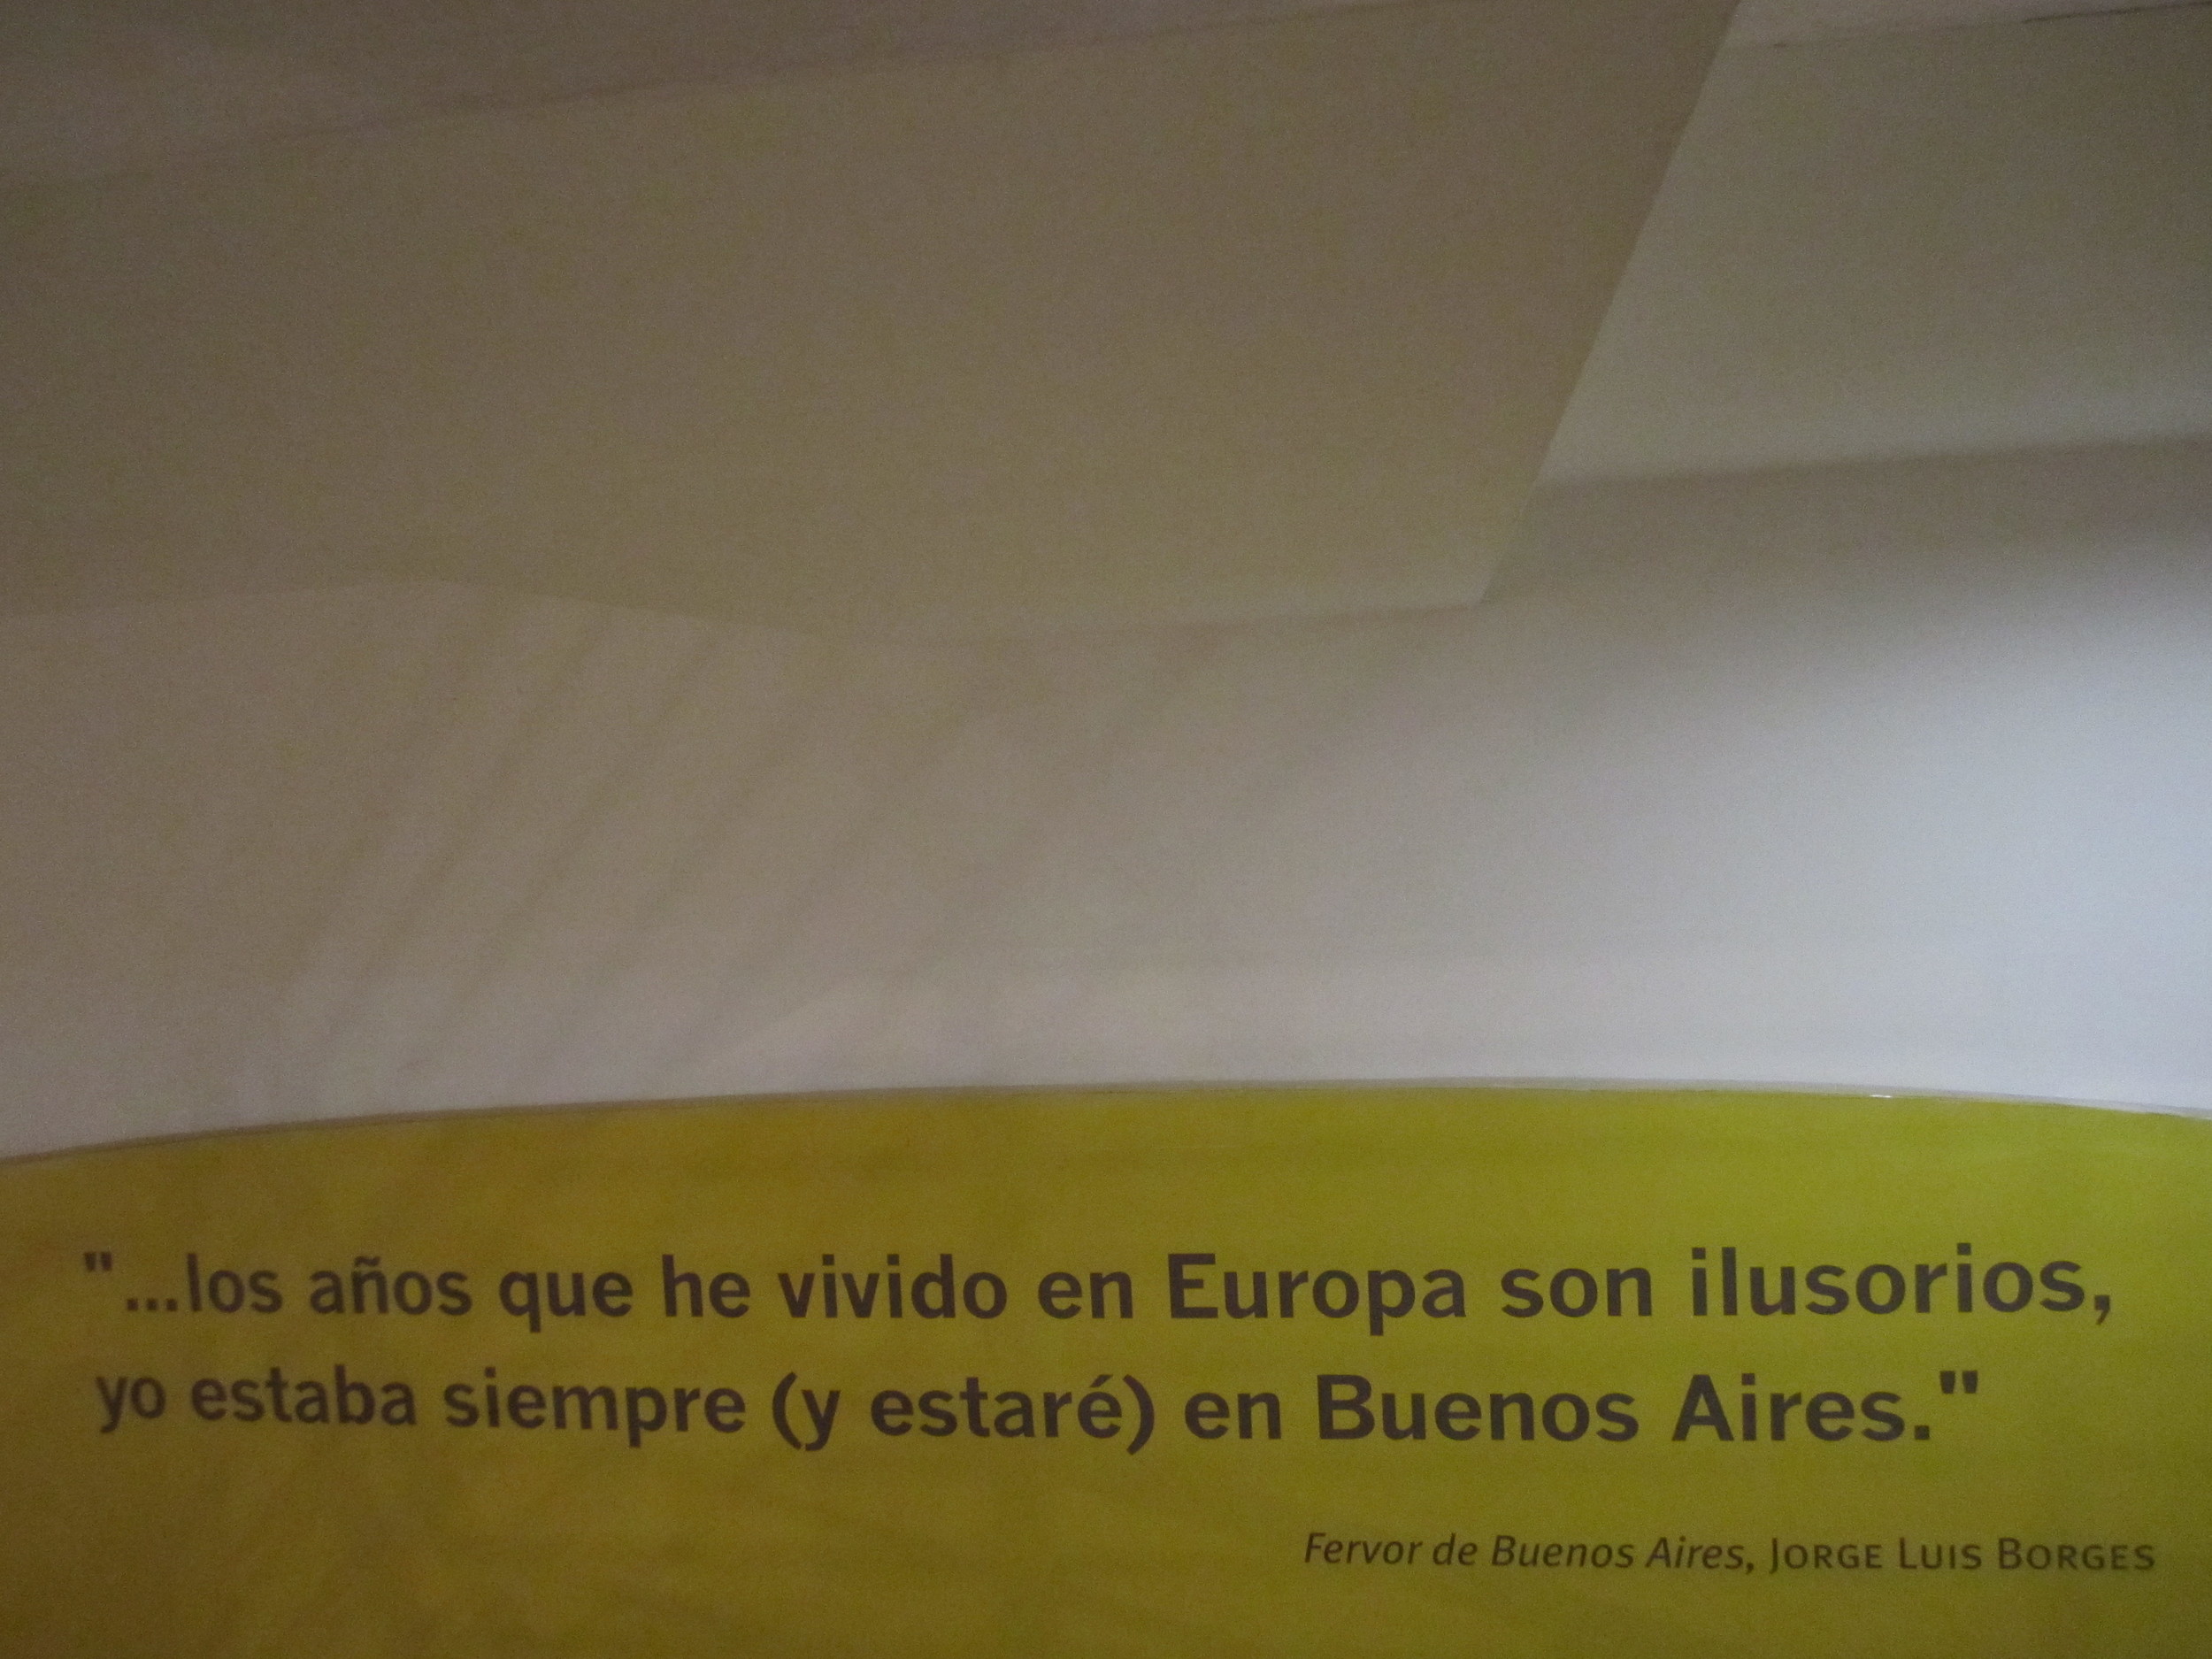 "...los años que he vivido en Europa son ilusorios,
yo estaba siempre (y estaré) en Buenos Aires."
Fervor de Buenos Aires, JORGE LUIS BORGES